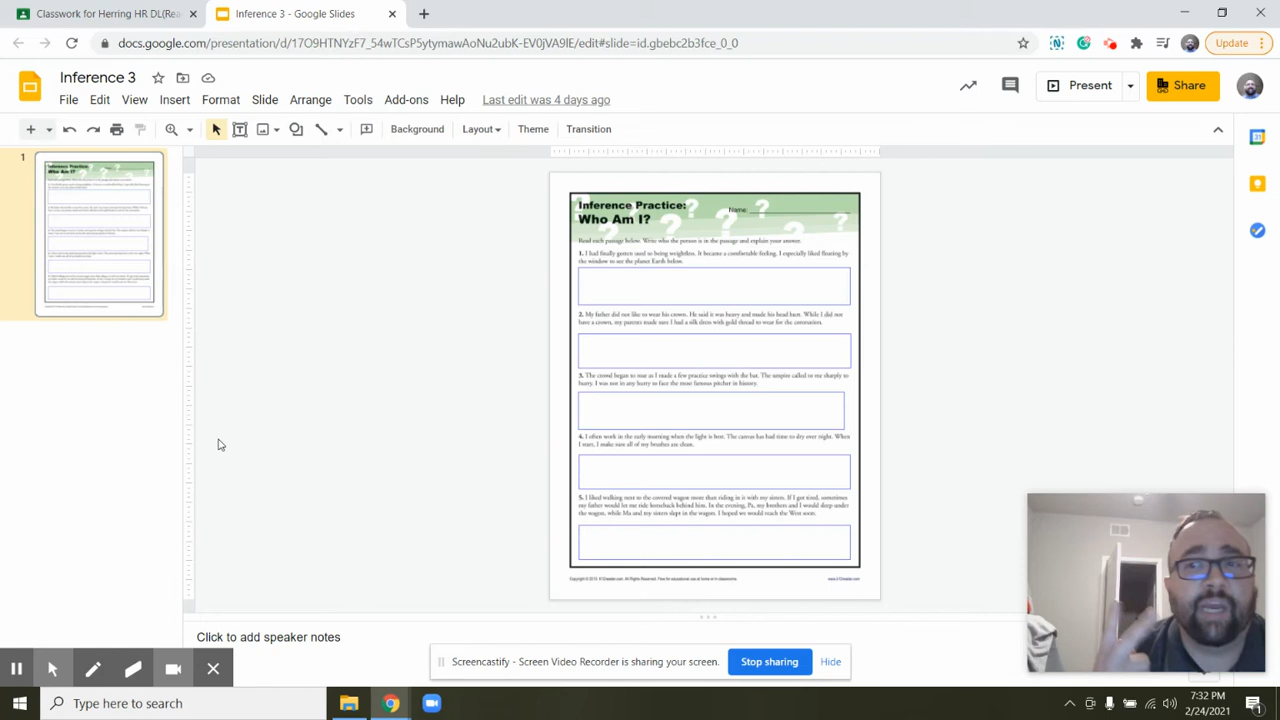 Classwork for Herring HR DL(Rea
Inference 3 - Google Slides
docs.google.com/presentation/d/17O9HTNYzF7_54wTCsP5ytymawAoNu2ubK-EV0jVA9IE/edit#slide=id.gbebc2b3fce_0_0
Update
Inference 3
File Edit View Insert Format Slide Arrange Tools Add-ons Help Last edit was 4 days ago
Present
Share
Background Layout Theme Transition
1
Inference Practice:
Who Am I?
Name:
Read each passage below. Write who the person is in the passage and explain your answer.
1. I had finally gotten used to being weightless. It became a comfortable feeling. I especially liked floating by
the window to see the planet Earth below.
2. My father did not like to wear his crown. He said it was heavy and made his head hurt. While I did not
have a crown, my parents made sure I had a silk dress with gold thread to wear for the coronation.
3. The crowd began to roar as I made a few practice swings with the bat. The umpire called to me sharply to
hurry. I was not in any hurry to face the most famous pitcher in history.
4. I often work in the early morning when the light is best. The canvas has had time to dry over night. When
I start, I make sure all of my brushes are clean.
5. I liked walking next to the covered wagon more than riding in it with my sisters. If I got tired, sometimes
my father would let me ride horseback behind him. In the evening, Pa, my brothers and I would sleep under
the wagon, while Ma and my sisters slept in the wagon. I hoped we would reach the West soon.
Click to add speaker notes
Screencastify - Screen Video Recorder is sharing your screen. Stop sharing Hide
Type here to search
7:32 PM
2/24/2021